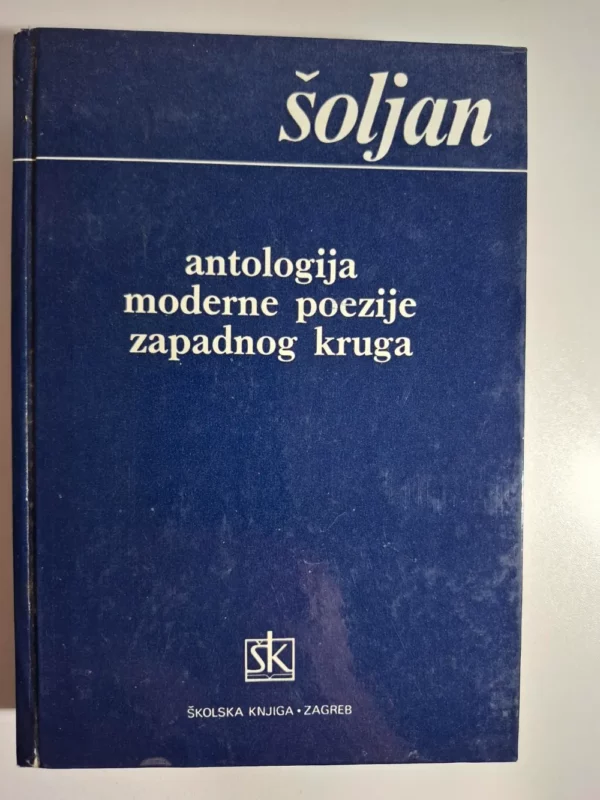 šoljan
antologija
moderne poezije
zapadnog kruga
ŠK
ŠKOLSKA KNJIGA • ZAGREB